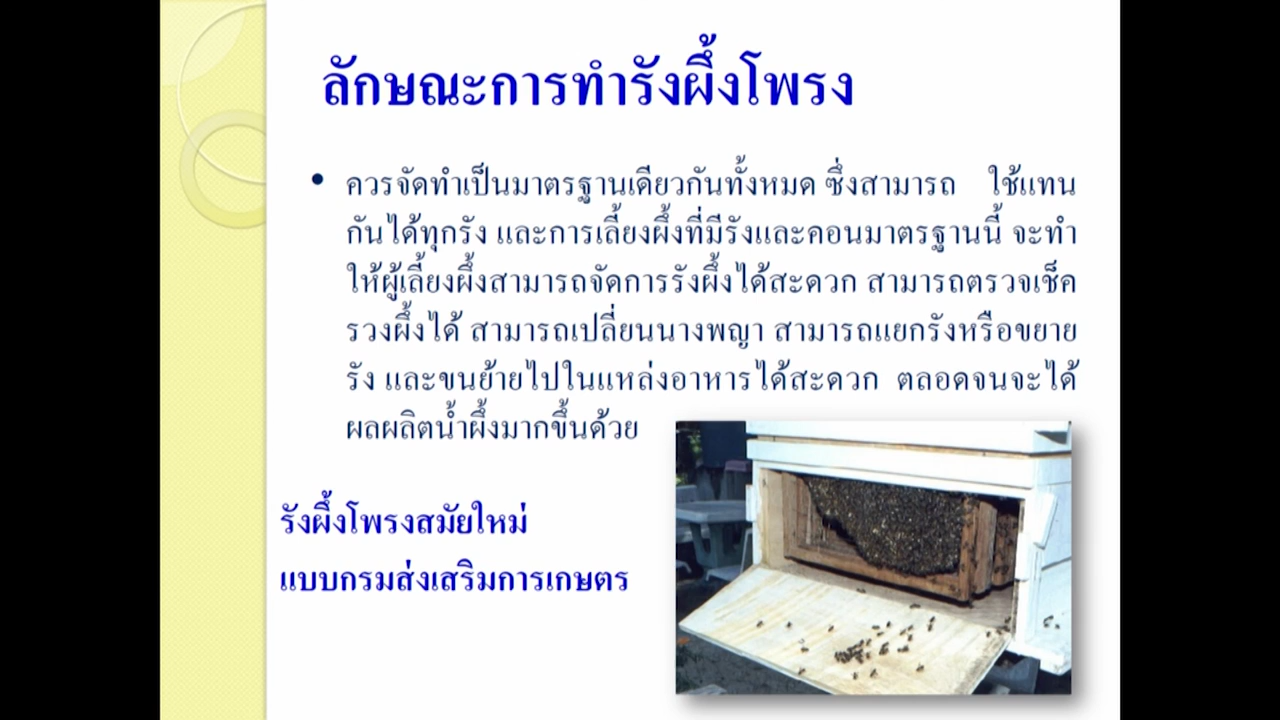 ลักษณะการทำรังผึ้งโพรง
• ควรจัดทำเป็นมาตรฐานเดียวกันทั้งหมด ซึ่งสามารถ ใช้แทน
กันได้ทุกรัง และการเลี้ยงผึ้งที่มีรังและคอนมาตรฐานนี้ จะทำ
ให้ผู้เลี้ยงผึ้งสามารถจัดการรังผึ้งได้สะดวก สามารถตรวจเช็ค
รวงผึ้งได้ สามารถเปลี่ยนนางพญา สามารถแยกรังหรือขยาย
รัง และขนย้ายไปในแหล่งอาหารได้สะดวก ตลอดจนจะได้
ผลผลิตน้ำผึ้งมากขึ้นด้วย
รังผึ้งโพรงสมัยใหม่
แบบกรมส่งเสริมการเกษตร